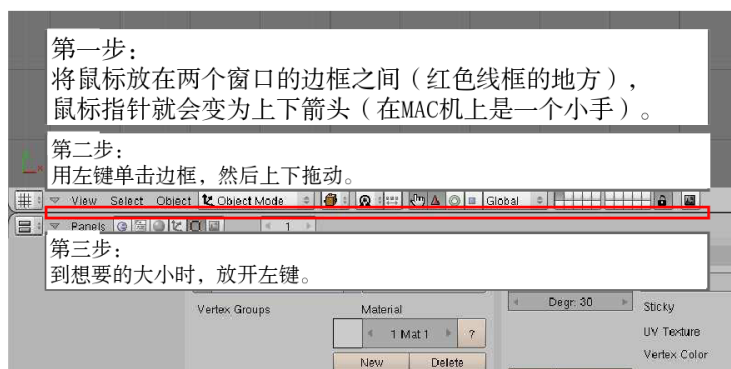 第一步：
将鼠标放在两个窗口的边框之间（红色线框的地方），
鼠标指针就会变为上下箭头（在MAC机上是一个小手）。
第二步：
用左键单击边框，然后上下拖动。
View Select Object Object Mode Global
Panels 1
第三步：
到想要的大小时，放开左键。
Vertex Groups Material Degr: 30 Sticky
1 Mat 1 ? UV Texture
New Delete Vertex Color